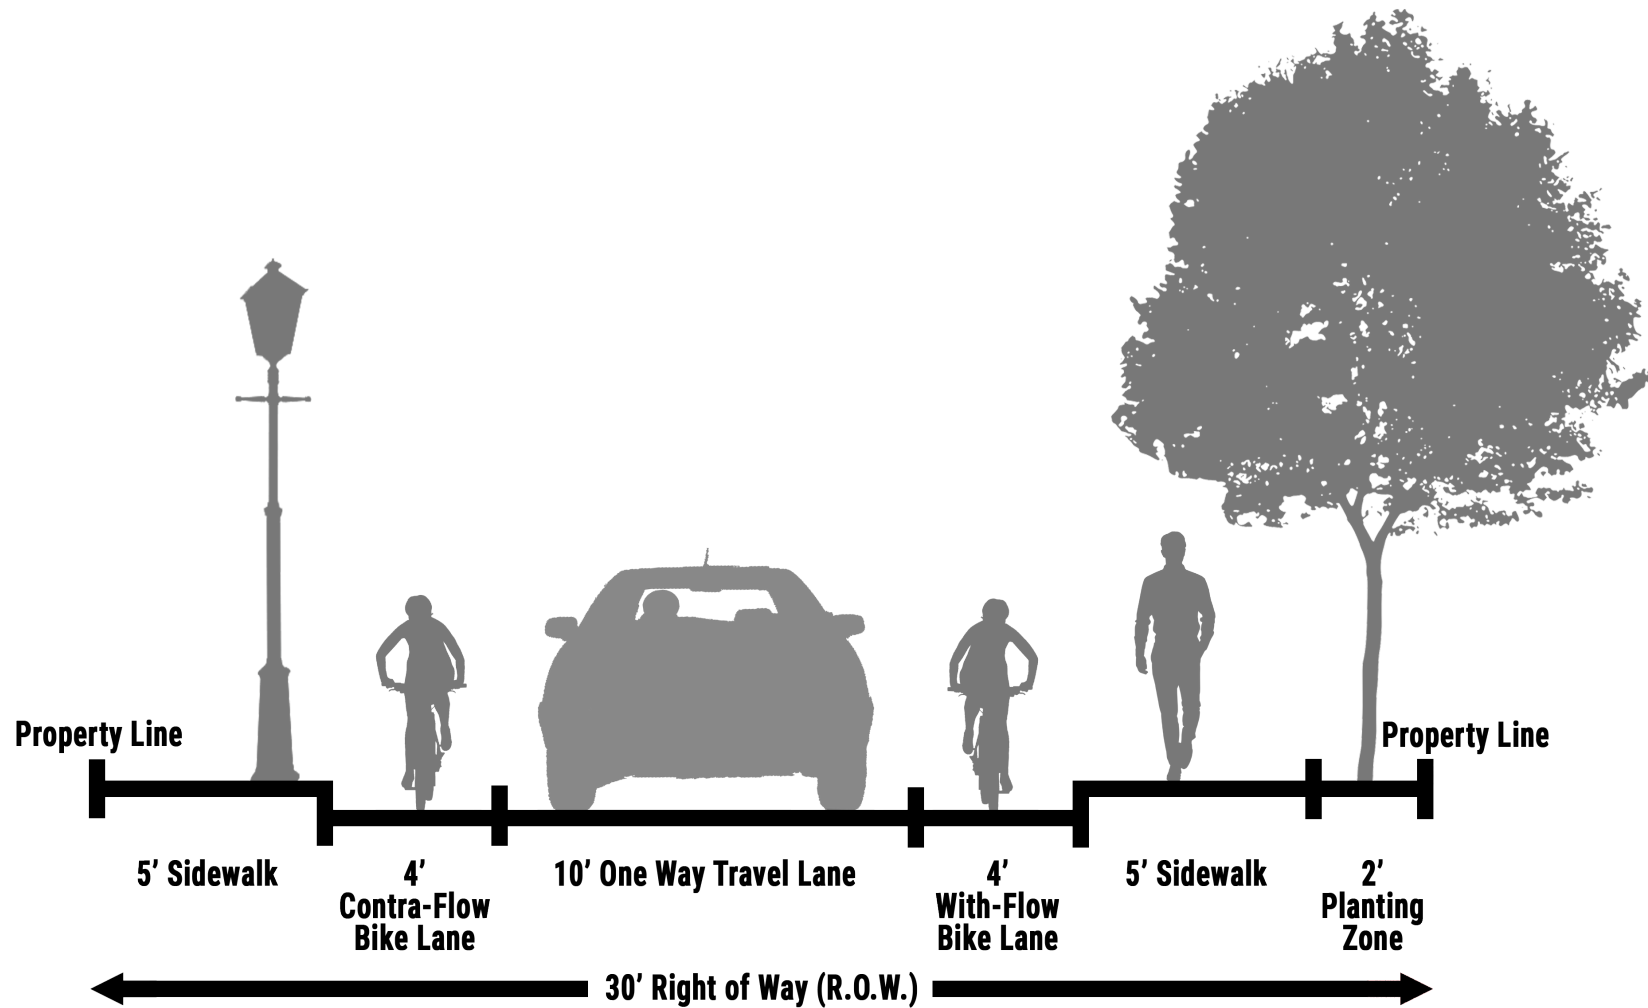 Property Line
Property Line
5’ Sidewalk
4’
Contra-Flow
Bike Lane
10’ One Way Travel Lane
4’
With-Flow
Bike Lane
5’ Sidewalk
2’
Planting
Zone
30’ Right of Way (R.O.W.)